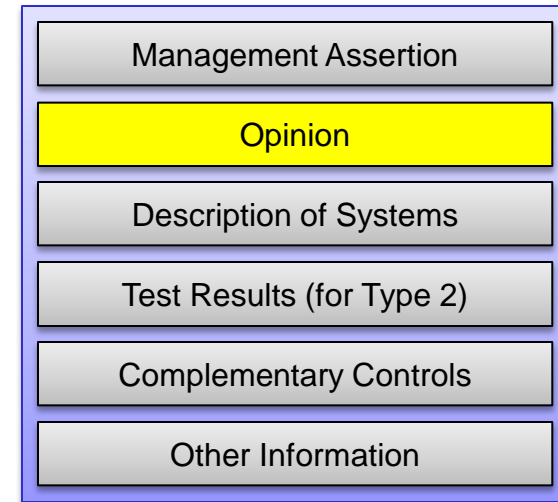 Management Assertion
Opinion
Description of Systems
Test Results (for Type 2)
Complementary Controls
Other Information